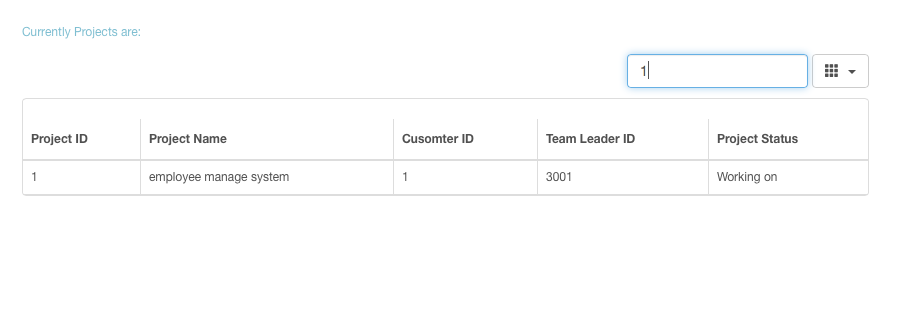 Currently Projects are:
1
Project ID Project Name Cusomter ID Team Leader ID Project Status
1 employee manage system 1 3001 Working on